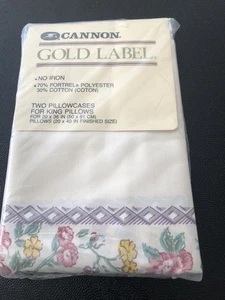 CANNON
GOLD LABEL
•NO IRON
•70% FORTREL® POLYESTER
30% COTTON (COTON)
TWO PILLOWCASES
FOR KING PILLOWS
FOR 20 x 36 IN (50 x 91 CM)
PILLOWS (20 x 40 IN FINISHED SIZE)